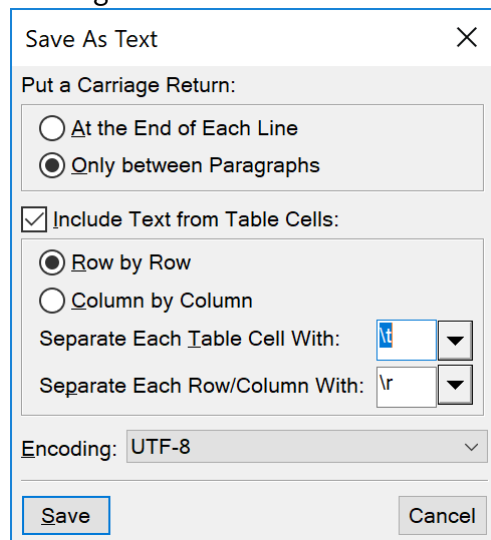 Save As Text
Put a Carriage Return:
At the End of Each Line
Only between Paragraphs
Include Text from Table Cells:
Row by Row
Column by Column
Separate Each Table Cell With: \t
Separate Each Row/Column With: \r
Encoding: UTF-8
Save Cancel